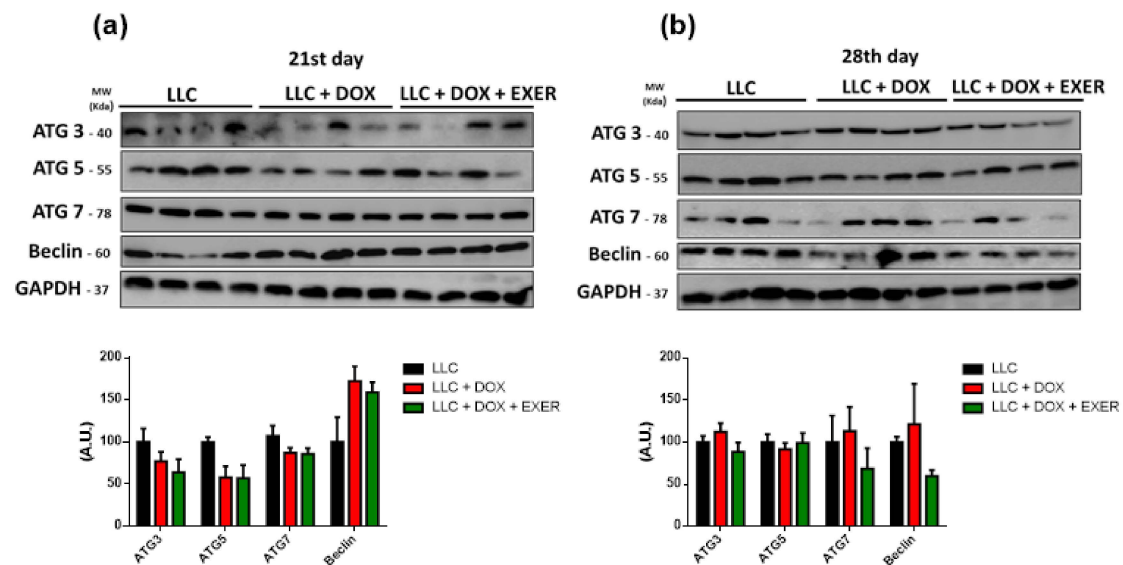 (a)
21st day
MW
(Kda)
LLC
LLC + DOX
LLC + DOX + EXER
ATG 3 - 40
ATG 5 - 55
ATG 7 - 78
Beclin - 60
GAPDH - 37
200
150
100
50
0
(A.U.)
ATG3
ATG5
ATG7
Beclin
LLC
LLC + DOX
LLC + DOX + EXER
(b)
28th day
MW
(Kda)
LLC
LLC + DOX
LLC + DOX + EXER
ATG 3 - 40
ATG 5 - 55
ATG 7 - 78
Beclin - 60
GAPDH - 37
200
150
100
50
0
(A.U.)
ATG3
ATG5
ATG7
Beclin
LLC
LLC + DOX
LLC + DOX + EXER